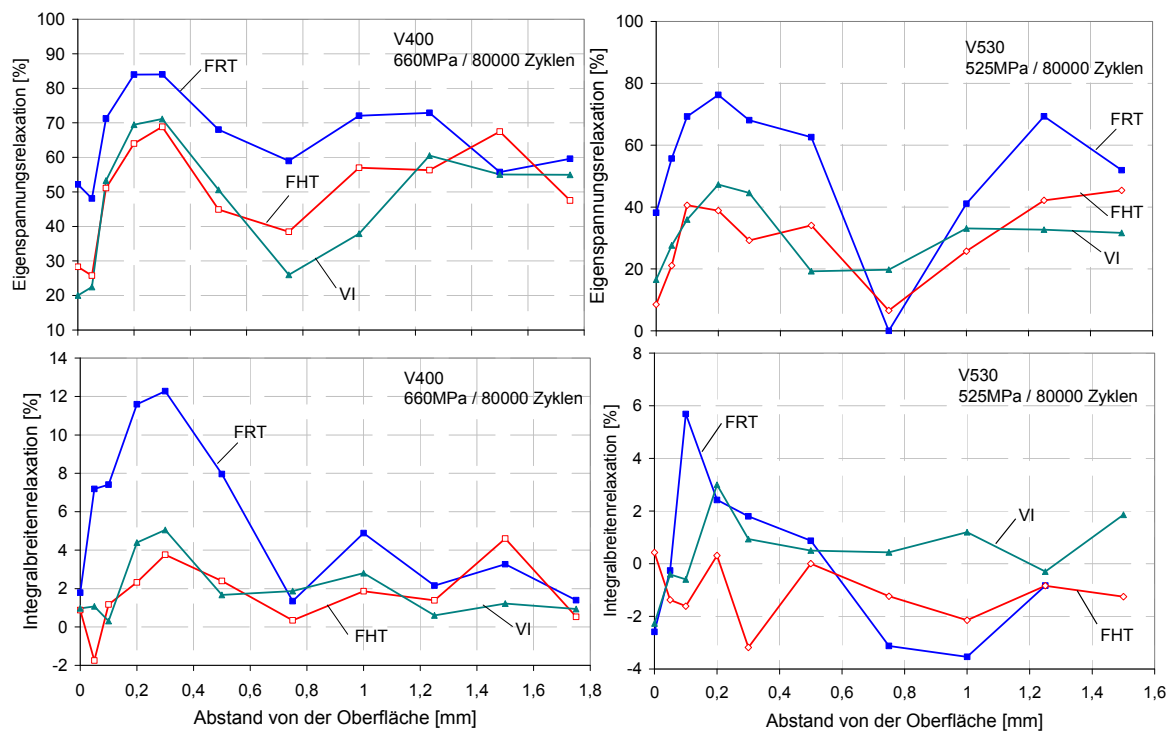 Eigenspannungsrelaxation [%]
100
90
80
70
60
50
40
30
20
10
V400
660MPa / 80000 Zyklen
FRT
FHT
VI
Eigenspannungsrelaxation [%]
100
80
60
40
20
0
V530
525MPa / 80000 Zyklen
FRT
FHT
VI
Integralbreitenrelaxation [%]
14
12
10
8
6
4
2
0
-2
V400
660MPa / 80000 Zyklen
FRT
FHT
VI
0 0,2 0,4 0,6 0,8 1 1,2 1,4 1,6 1,8
Abstand von der Oberfläche [mm]
Integralbreitenrelaxation [%]
8
6
4
2
0
-2
-4
V530
525MPa / 80000 Zyklen
FRT
VI
FHT
0 0,2 0,4 0,6 0,8 1 1,2 1,4 1,6
Abstand von der Oberfläche [mm]